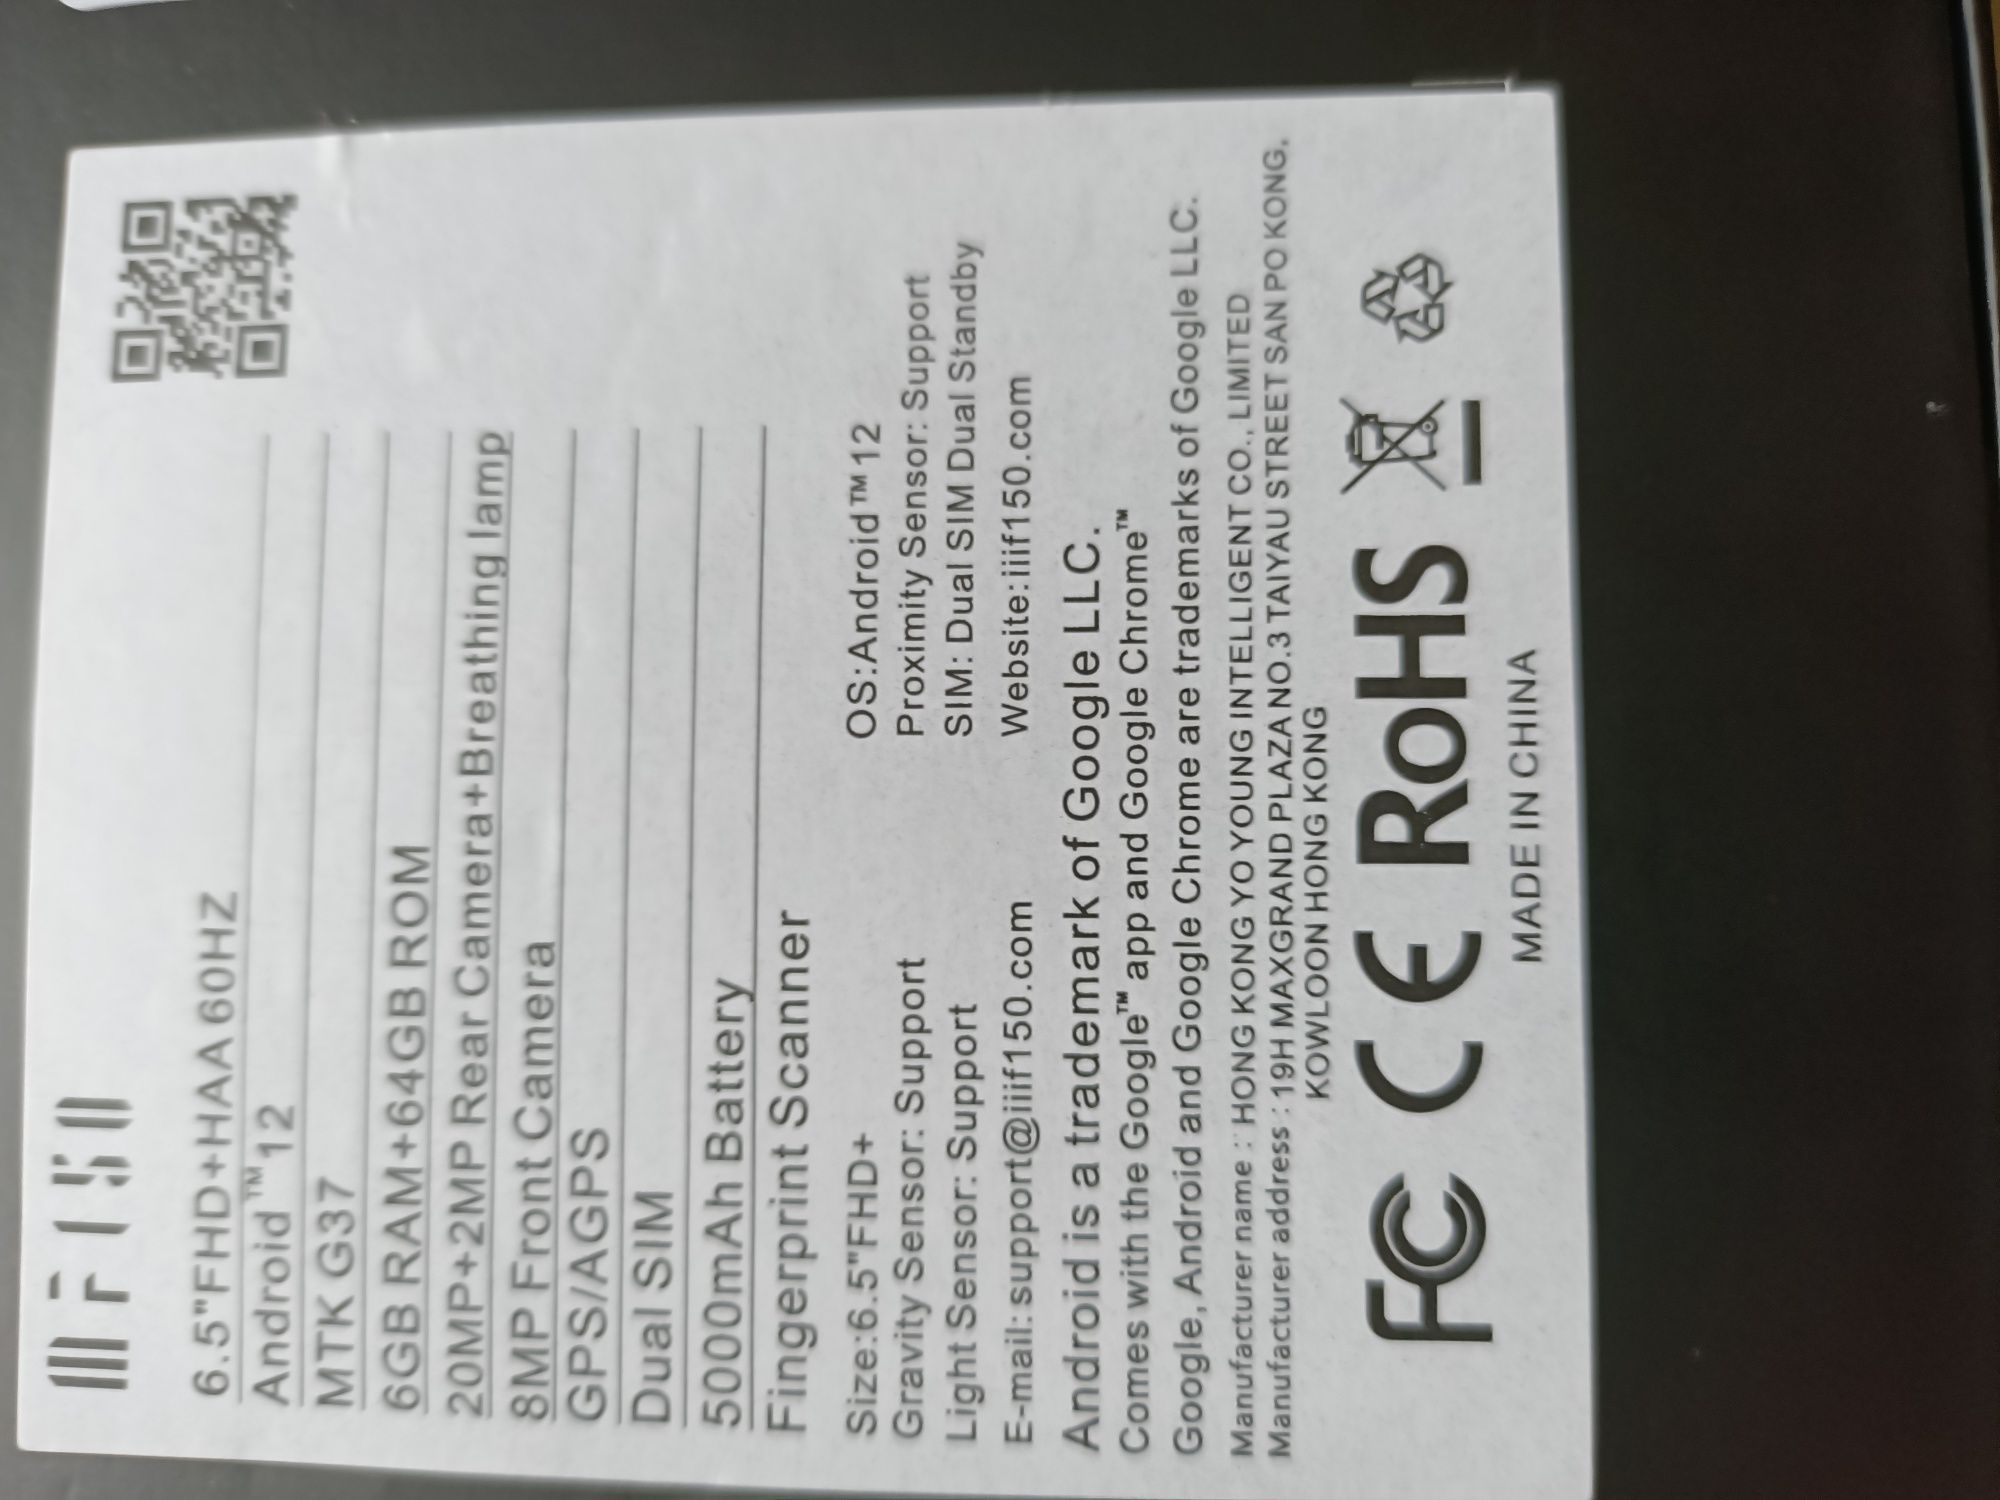 IIIF150
6.5"FHD+HAA 60HZ
Android™12
MTK G37
6GB RAM+64GB ROM
20MP+2MP Rear Camera+Breathing lamp
8MP Front Camera
GPS/AGPS
Dual SIM
5000mAh Battery
Fingerprint Scanner
Size:6.5"FHD+ OS:Android™12
Gravity Sensor: Support Proximity Sensor: Support
Light Sensor: Support SIM: Dual SIM Dual Standby
E-mail: support@iiif150.com Website:iiif150.com
Android is a trademark of Google LLC.
Comes with the Google™ app and Google Chrome™
Google, Android and Google Chrome are trademarks of Google LLC.
Manufacturer name : HONG KONG YO YOUNG INTELLIGENT CO., LIMITED
Manufacturer address : 19H MAXGRAND PLAZA NO.3 TAIYAU STREET SAN PO KONG,
KOWLOON HONG KONG
FC CE RoHS
MADE IN CHINA